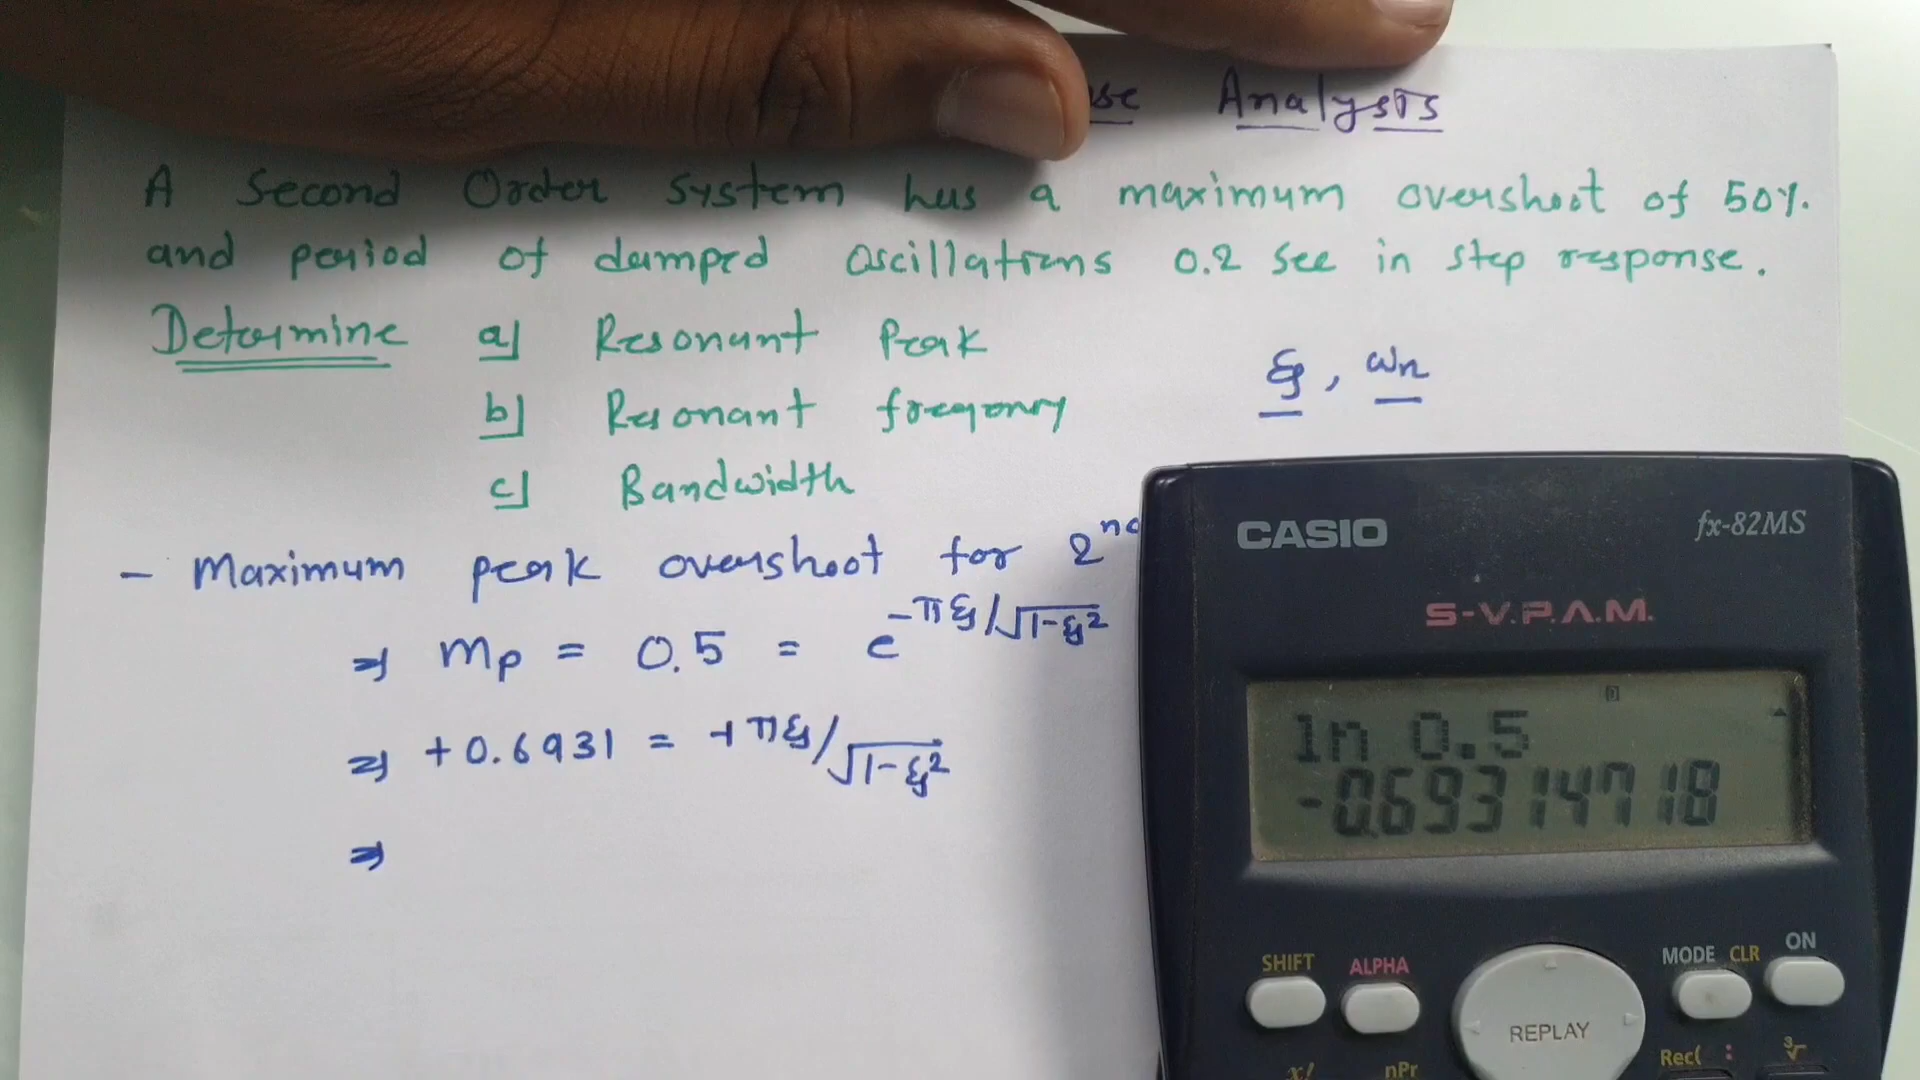 Analysis
A Second Order System has a maximum overshoot of 50%.
and period of damped oscillations 0.2 sec in step response.
Determine a] Resonant Peak
ξ, ωn
b] Resonant frequency
c] Bandwidth
- Maximum peak overshoot for 2
⇒ Mp = 0.5 = e^-πξ/√1-ξ²
⇒ +0.6931 = +πξ/√1-ξ²
⇒
CASIO fx-82MS
S-V.P.A.M.
D
ln 0.5
-0.69314718
SHIFT ALPHA MODE CLR ON
REPLAY
x! nPr Rec( : ³√